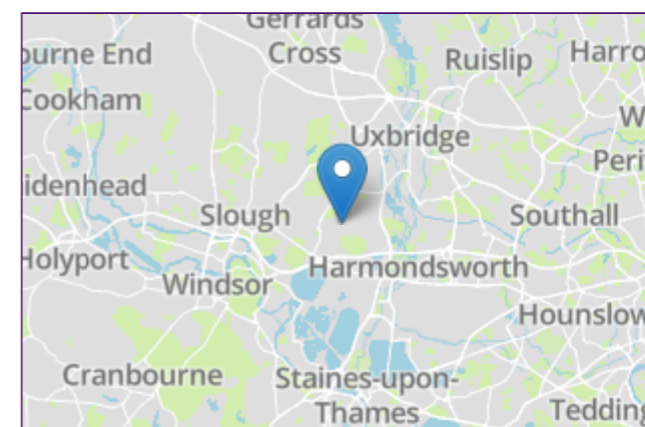 Gerrards
Cross
ourne End
Ruislip
Harro
Cookham
W
Uxbridge
Peri
idenhead
Slough
Southall
Holyport
Harmondsworth
Windsor
Hounslow
Cranbourne
Staines-upon-
Thames
Tedding